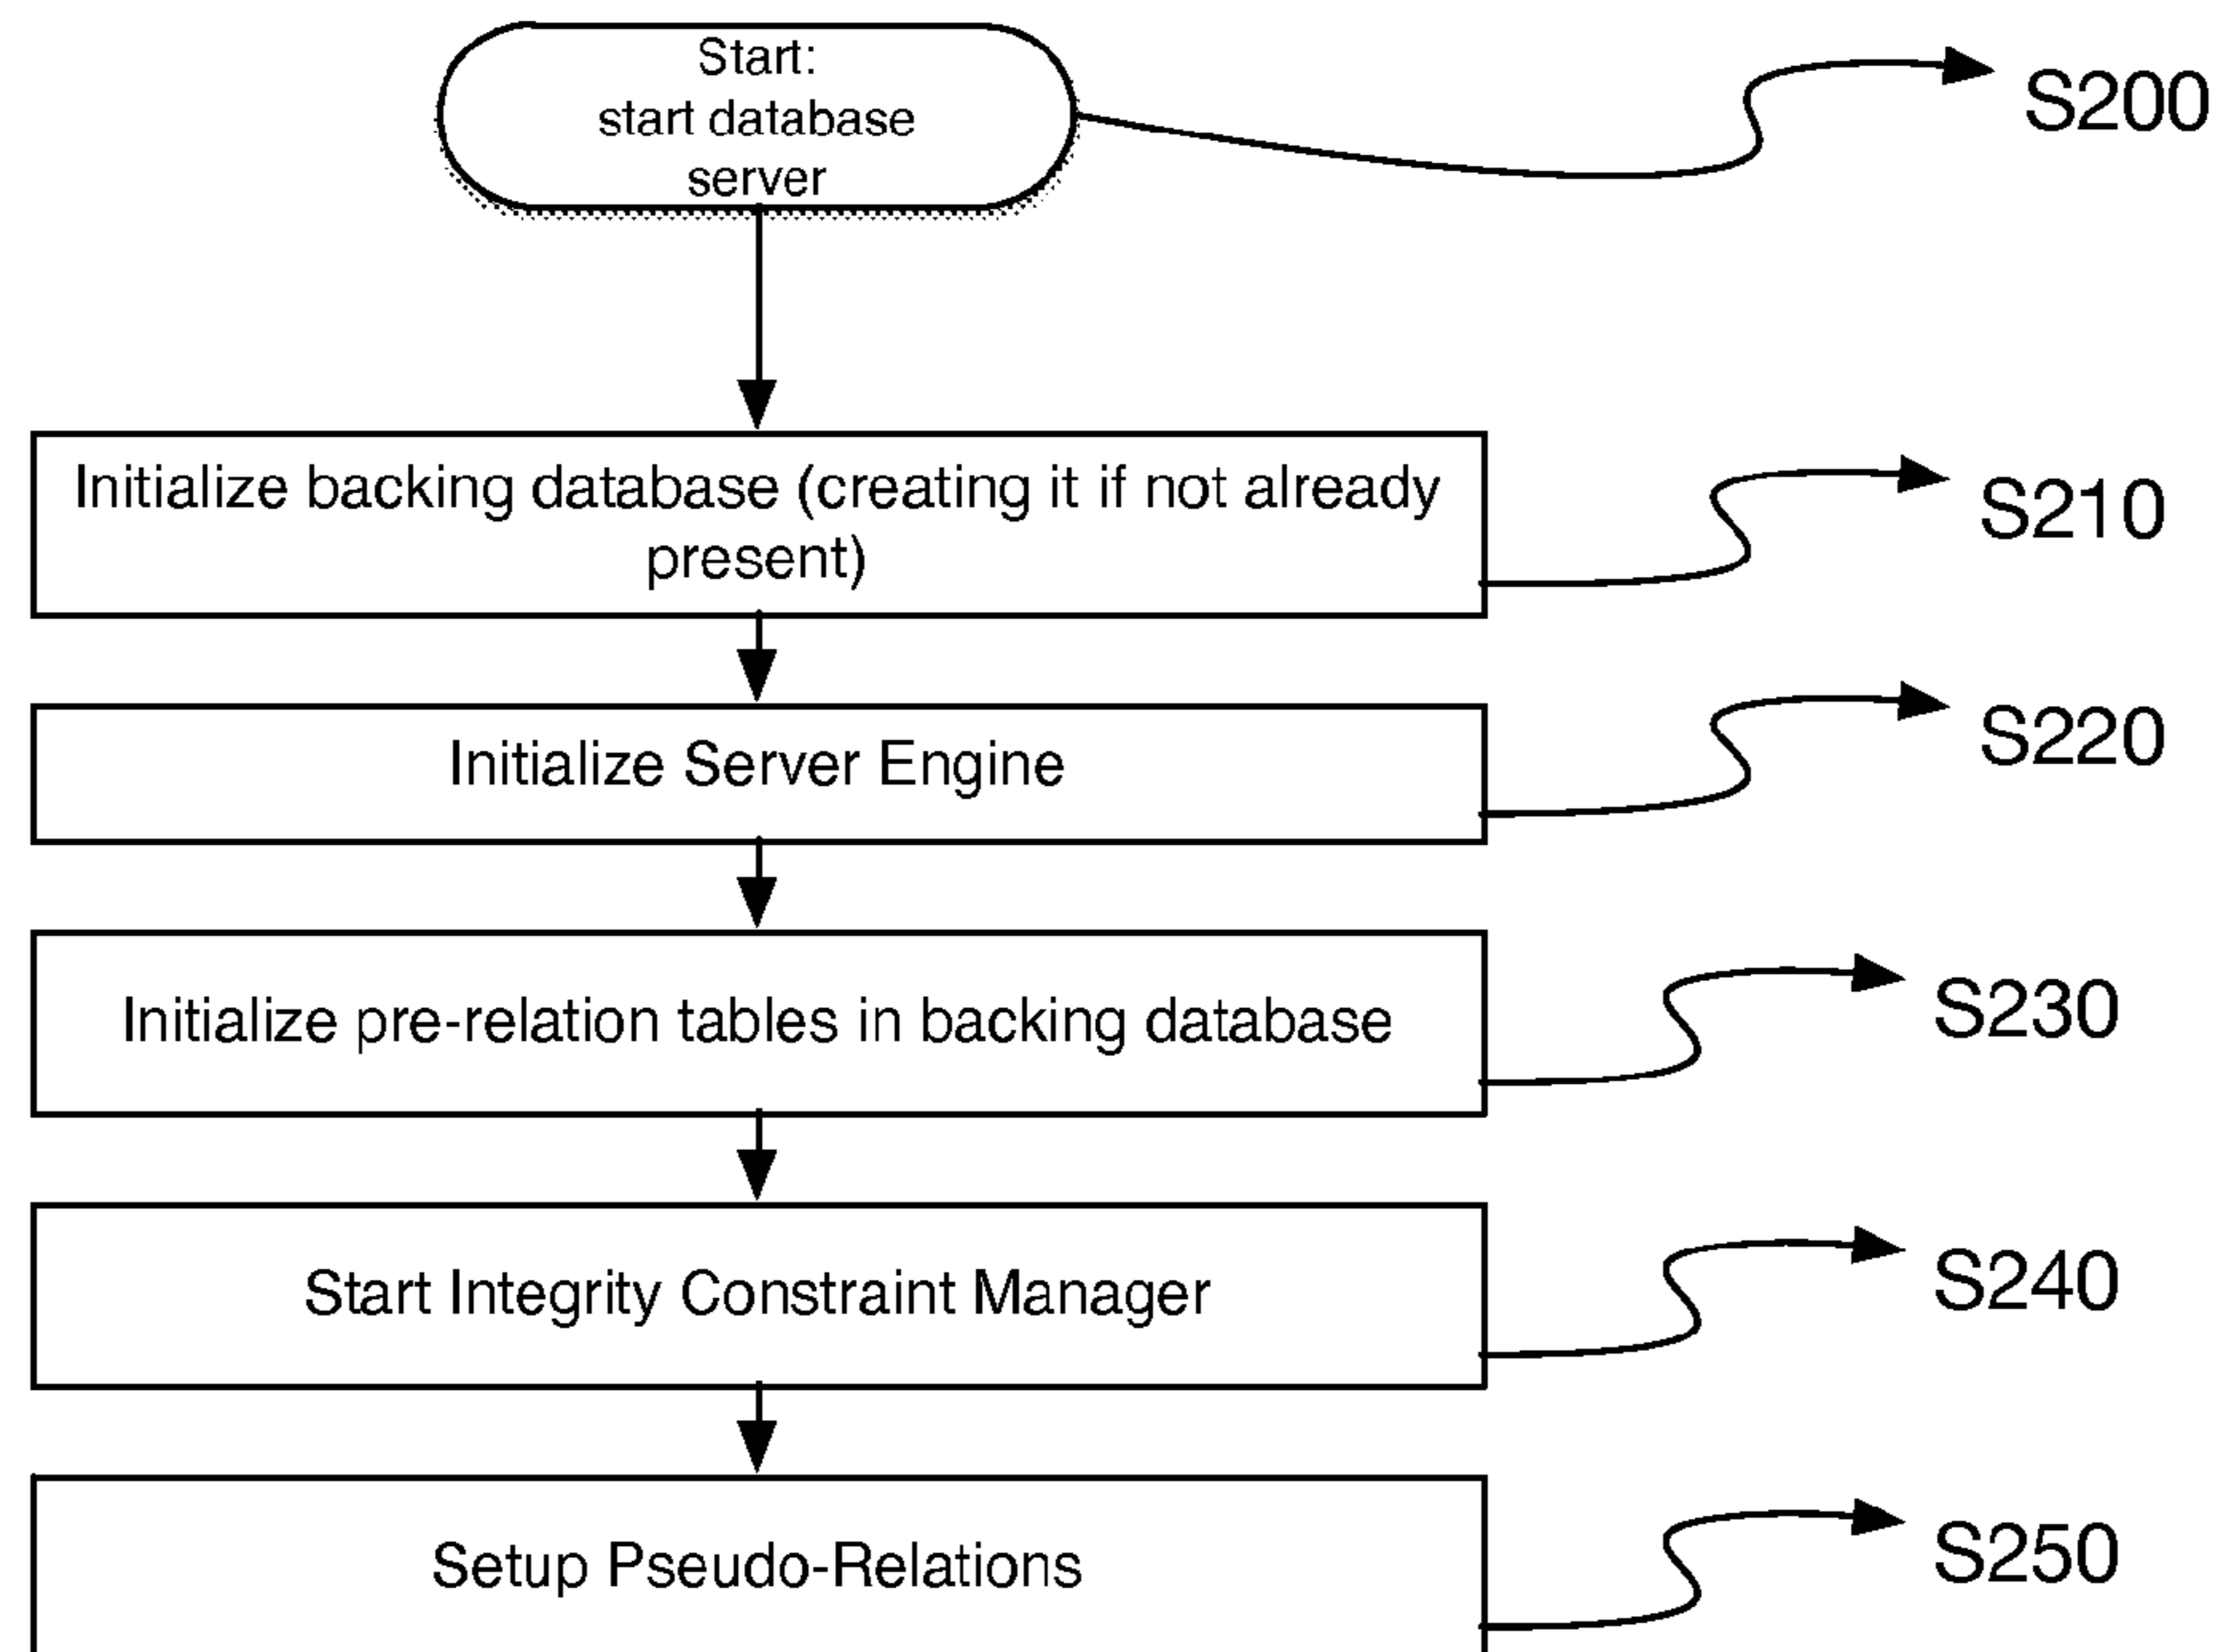 Start:
start database
server
S200
Initialize backing database (creating it if not already
present)
S210
Initialize Server Engine
S220
Initialize pre-relation tables in backing database
S230
Start Integrity Constraint Manager
S240
Setup Pseudo-Relations
S250